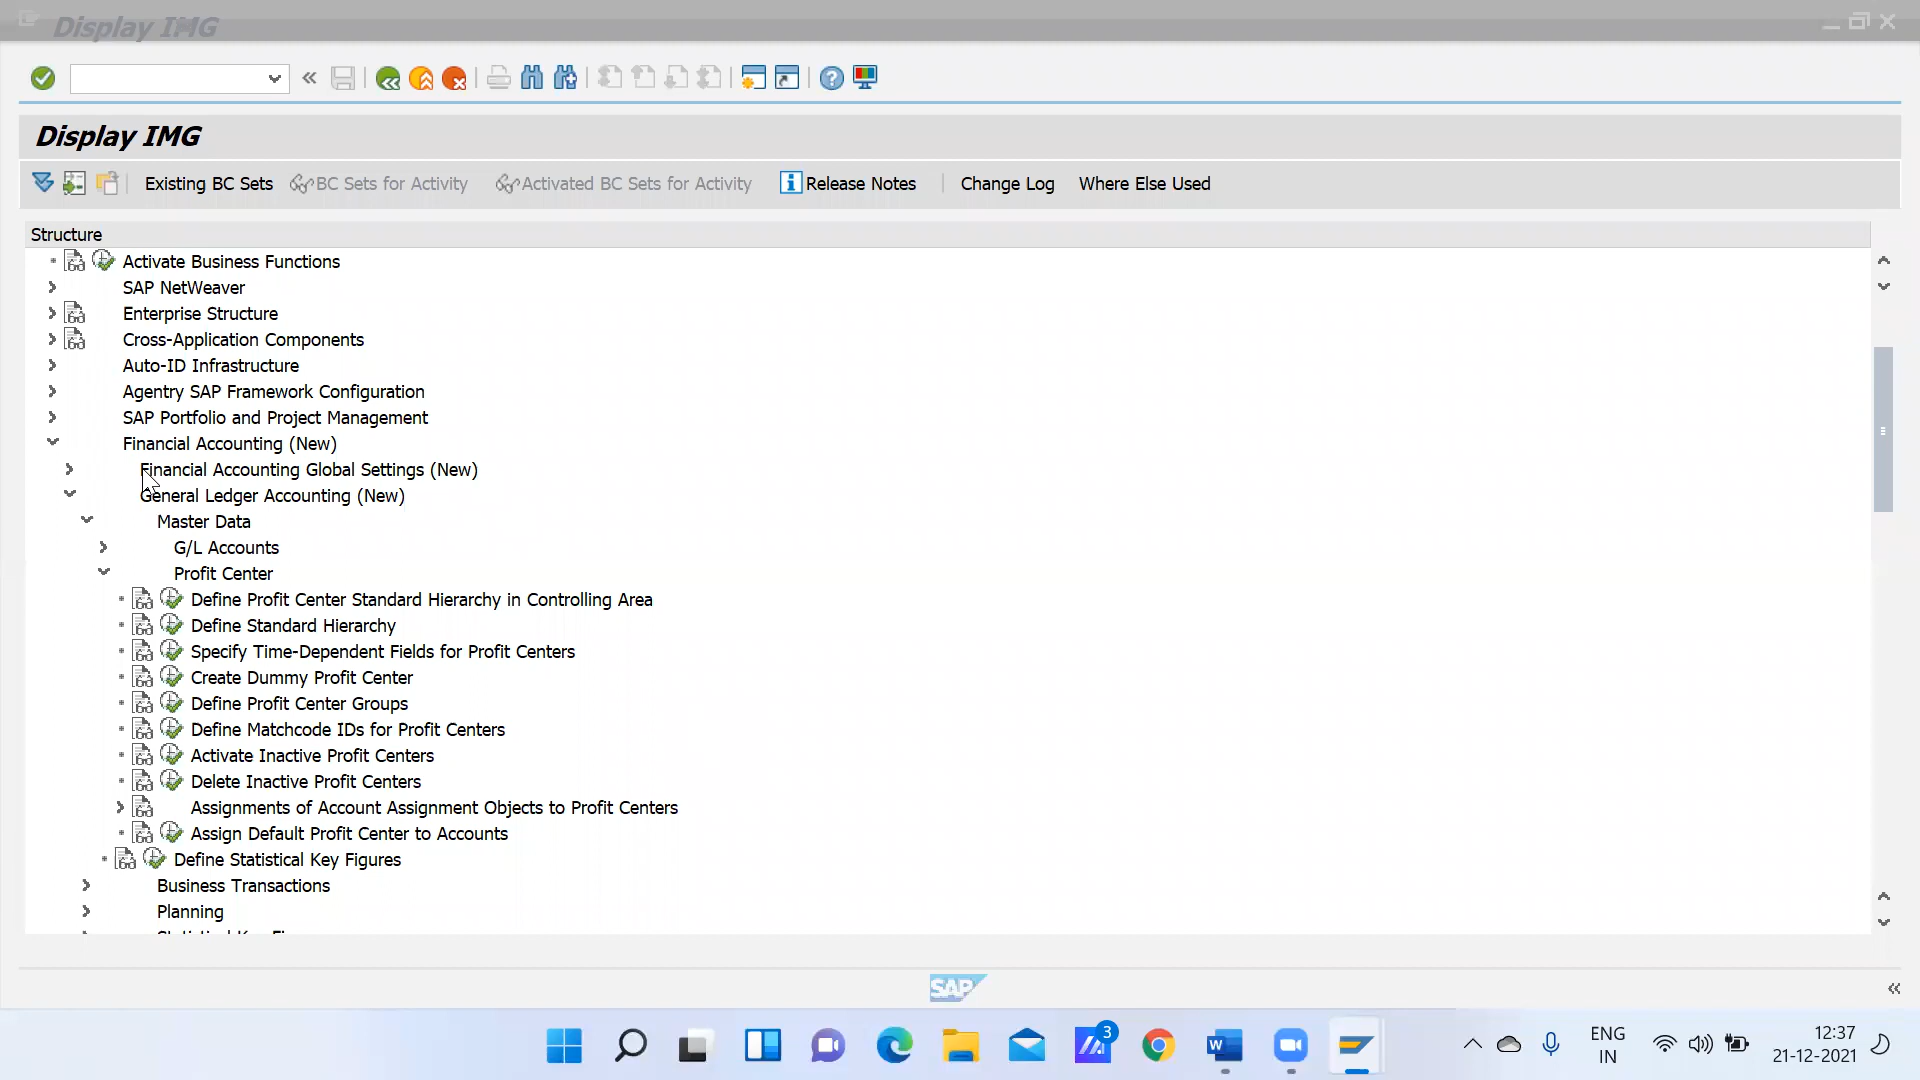 Display IMG
Display IMG
Existing BC Sets BC Sets for Activity Activated BC Sets for Activity Release Notes Change Log Where Else Used
Structure
Activate Business Functions
SAP NetWeaver
Enterprise Structure
Cross-Application Components
Auto-ID Infrastructure
Agentry SAP Framework Configuration
SAP Portfolio and Project Management
Financial Accounting (New)
Financial Accounting Global Settings (New)
General Ledger Accounting (New)
Master Data
G/L Accounts
Profit Center
Define Profit Center Standard Hierarchy in Controlling Area
Define Standard Hierarchy
Specify Time-Dependent Fields for Profit Centers
Create Dummy Profit Center
Define Profit Center Groups
Define Matchcode IDs for Profit Centers
Activate Inactive Profit Centers
Delete Inactive Profit Centers
Assignments of Account Assignment Objects to Profit Centers
Assign Default Profit Center to Accounts
Define Statistical Key Figures
Business Transactions
Planning
SAP
3
ENG
IN
12:37
21-12-2021